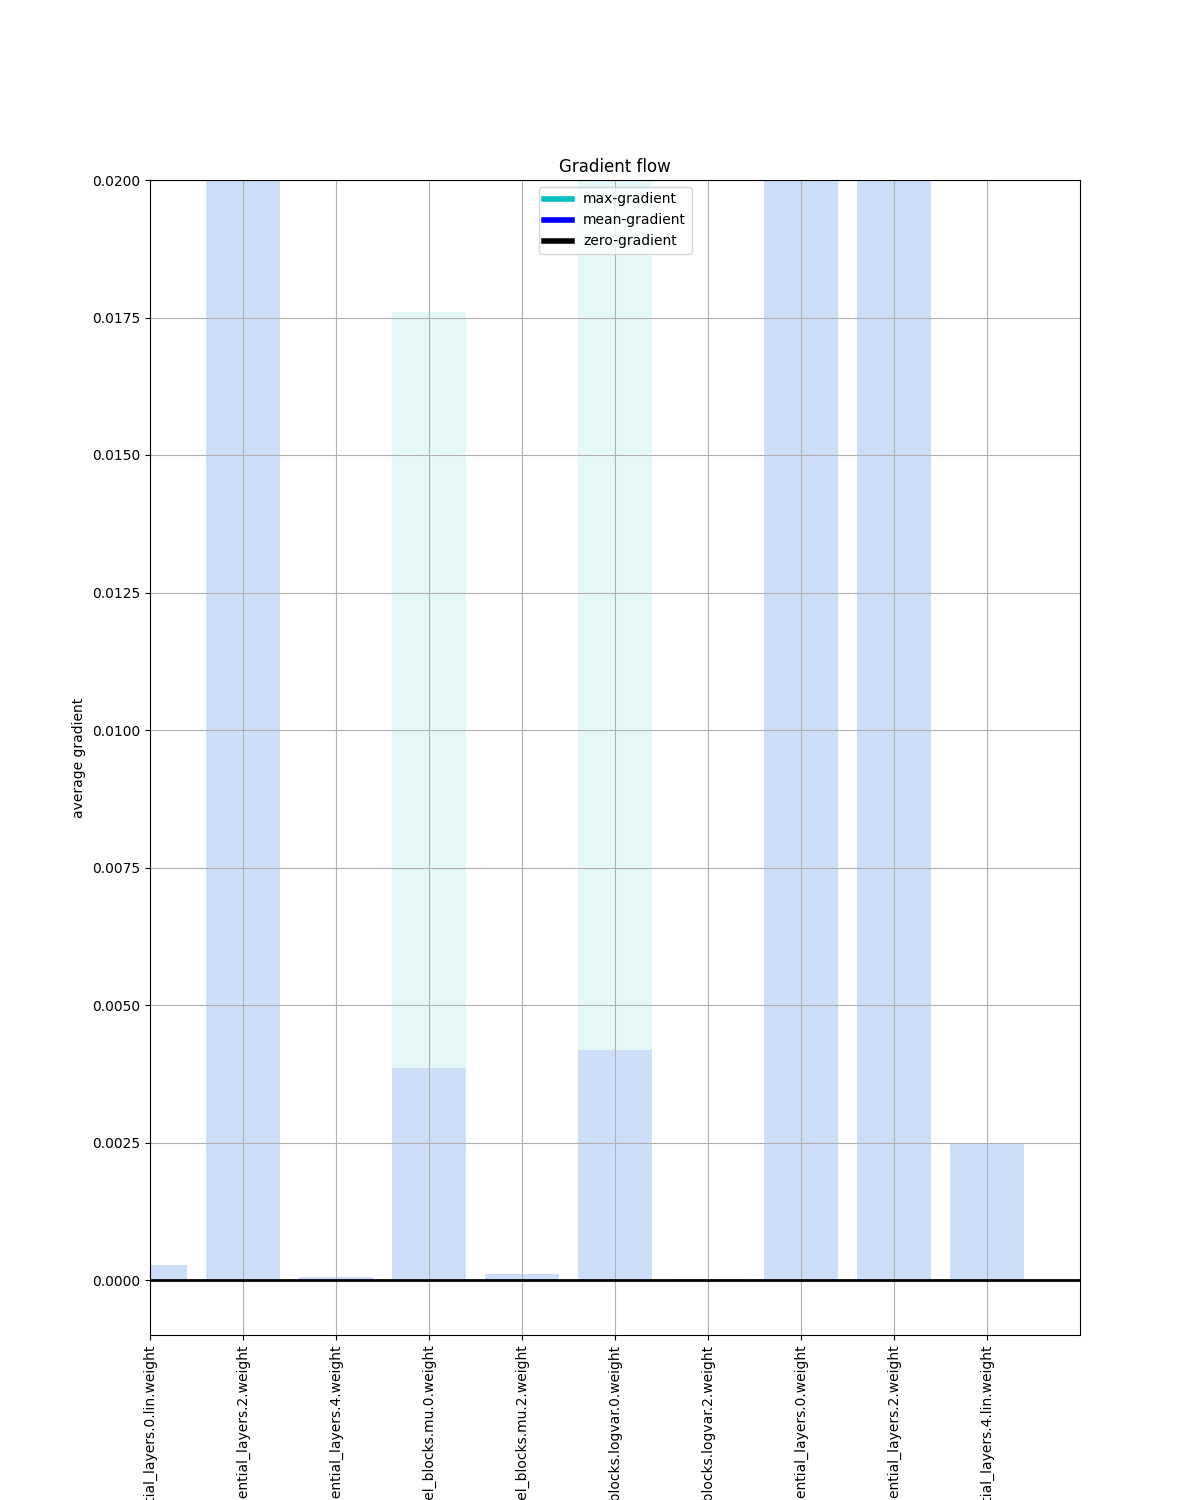 Gradient flow
max-gradient
mean-gradient
zero-gradient
0.0200
0.0175
0.0150
0.0125
0.0100
0.0075
0.0050
0.0025
0.0000
average gradient
tial_layers.0.lin.weight
ential_layers.2.weight
ential_layers.4.weight
el_blocks.mu.0.weight
el_blocks.mu.2.weight
blocks.logvar.0.weight
blocks.logvar.2.weight
ential_layers.0.weight
ential_layers.2.weight
tial_layers.4.lin.weight